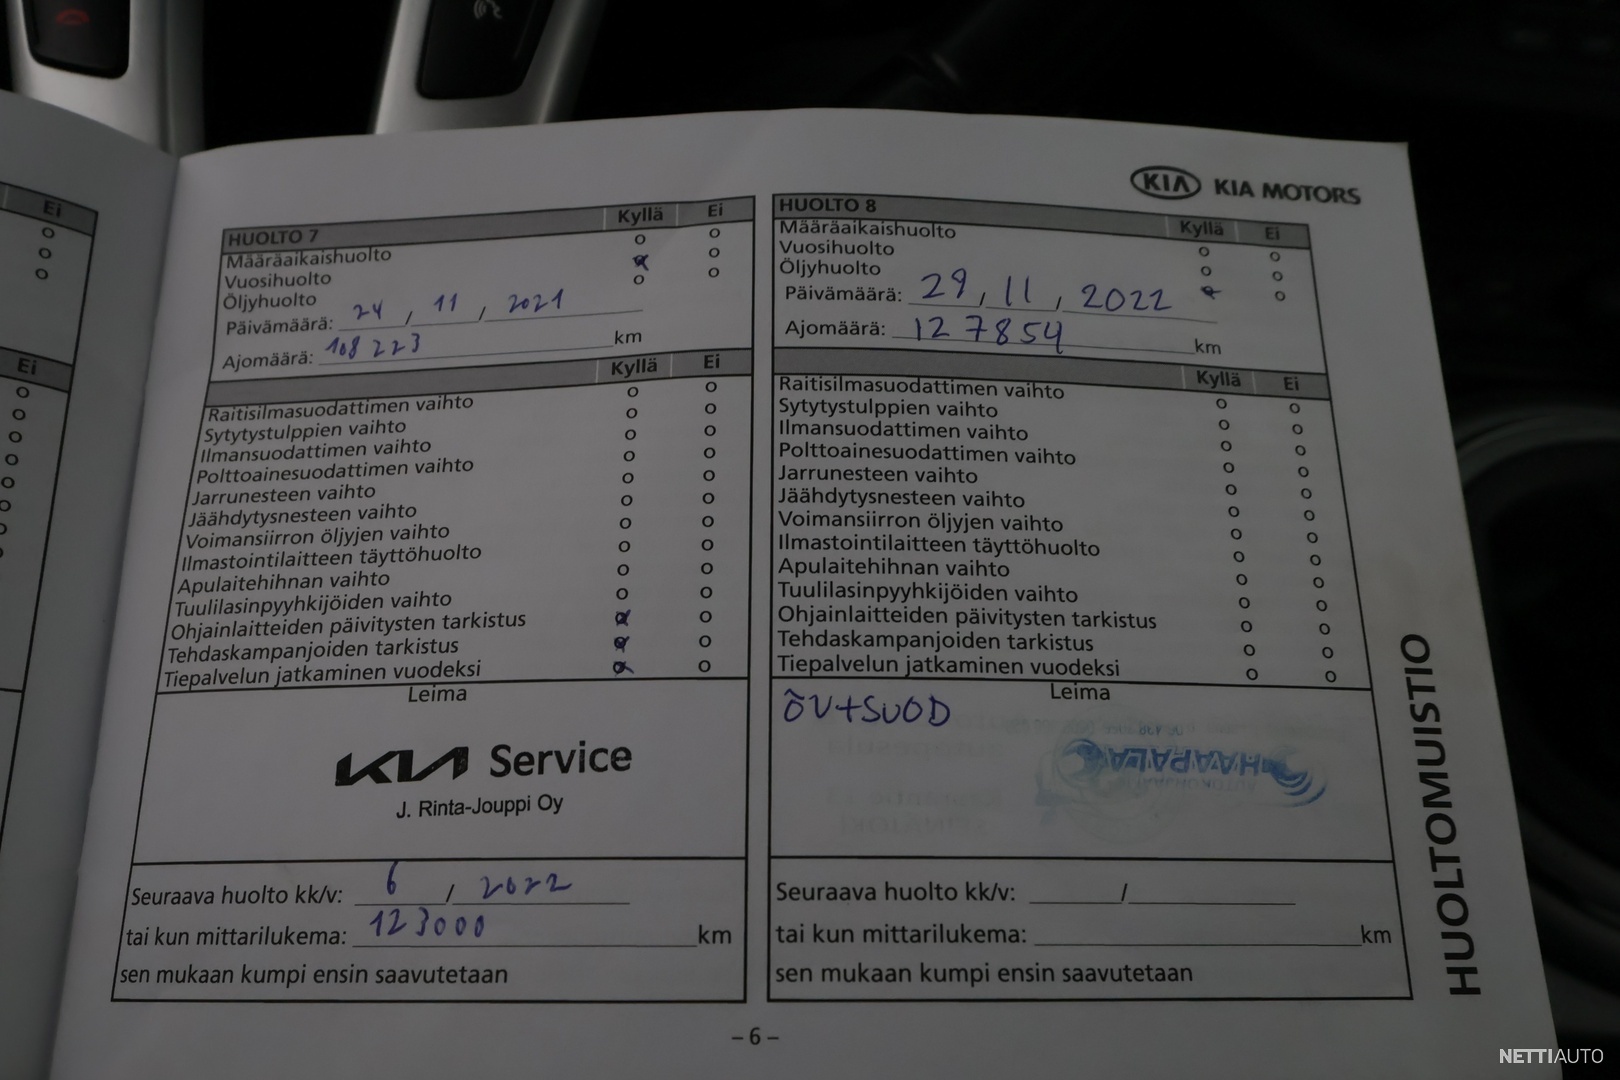 KIA KIA MOTORS
Ei
Ei
HUOLTO 7 Kyllä Ei
Määräaikaishuolto
Vuosihuolto
Öljyhuolto
Päivämäärä: 24 / 11 / 2021
Ajomäärä: 108 223 km
Kyllä Ei
Raitisilmasuodattimen vaihto
Sytytystulppien vaihto
Ilmansuodattimen vaihto
Polttoainesuodattimen vaihto
Jarrunesteen vaihto
Jäähdytysnesteen vaihto
Voimansiirron öljyjen vaihto
Ilmastointilaitteen täyttöhuolto
Apulaitehihnan vaihto
Tuulilasinpyyhkijöiden vaihto
Ohjainlaitteiden päivitysten tarkistus
Tehdaskampanjoiden tarkistus
Tiepalvelun jatkaminen vuodeksi
Leima
KIA Service
J. Rinta-Jouppi Oy
Seuraava huolto kk/v: 6 / 2022
tai kun mittarilukema: 123000 km
sen mukaan kumpi ensin saavutetaan
HUOLTO 8 Kyllä Ei
Määräaikaishuolto
Vuosihuolto
Öljyhuolto
Päivämäärä: 29 / 11 / 2022
Ajomäärä: 127854 km
Kyllä Ei
Raitisilmasuodattimen vaihto
Sytytystulppien vaihto
Ilmansuodattimen vaihto
Polttoainesuodattimen vaihto
Jarrunesteen vaihto
Jäähdytysnesteen vaihto
Voimansiirron öljyjen vaihto
Ilmastointilaitteen täyttöhuolto
Apulaitehihnan vaihto
Tuulilasinpyyhkijöiden vaihto
Ohjainlaitteiden päivitysten tarkistus
Tehdaskampanjoiden tarkistus
Tiepalvelun jatkaminen vuodeksi
Leima
ÖV+SUOD
HAAPALA
Seuraava huolto kk/v: /
tai kun mittarilukema: km
sen mukaan kumpi ensin saavutetaan
HUOLTOMUISTIO
– 6 –
NETTIAUTO